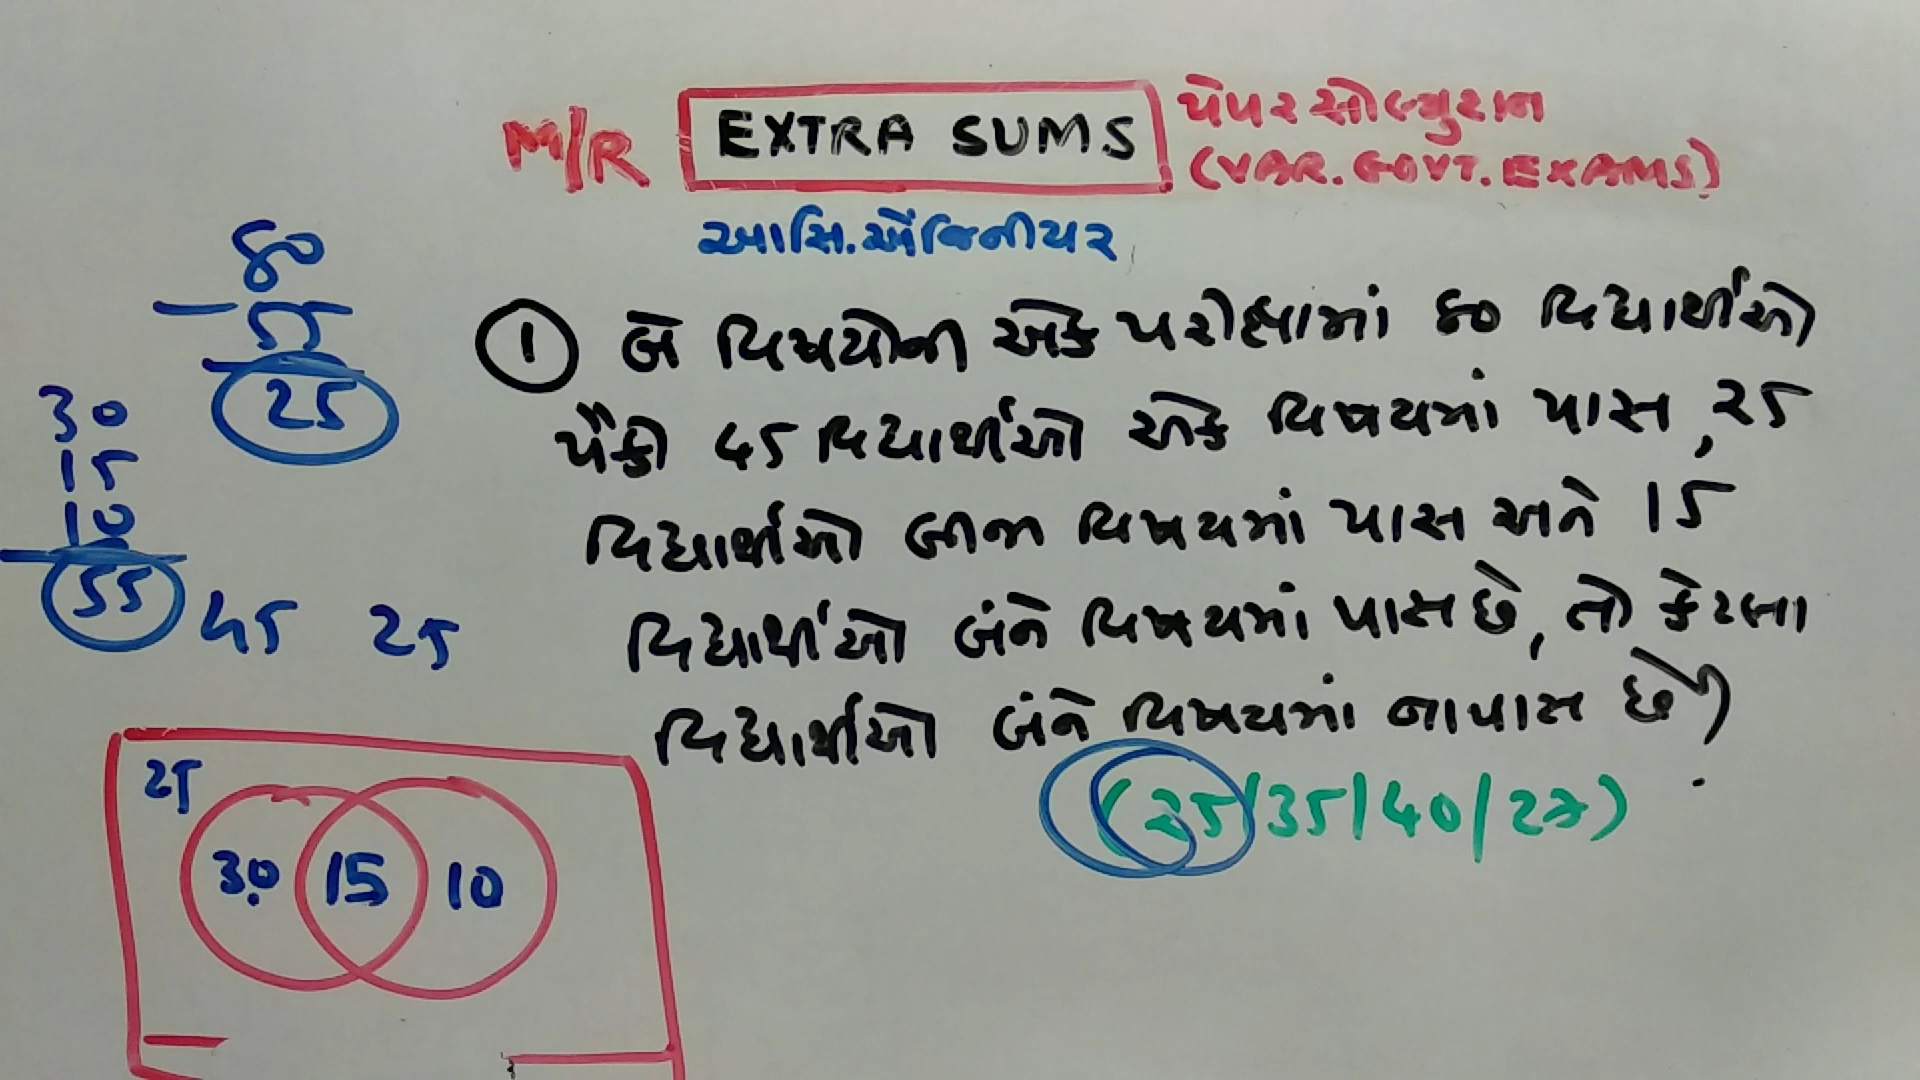 M/R EXTRA SUMS પેપર સોલ્યુશન
(VAR. GOVT. EXAMS)
આસિ. એંજિનીયર
① બે વિષયોની એક પરીક્ષામાં 80 વિદ્યાર્થીઓ
પૈકી 45 વિદ્યાર્થીઓ એક વિષયમાં પાસ, 25
વિદ્યાર્થીઓ બીજા વિષયમાં પાસ અને 15
વિદ્યાર્થીઓ બંને વિષયમાં પાસ છે, તો કેટલા
વિદ્યાર્થીઓ બંને વિષયમાં નાપાસ છે?
(25/35/40/27)
80
55
25
30
15
10
55
45 25
25
30 15 10